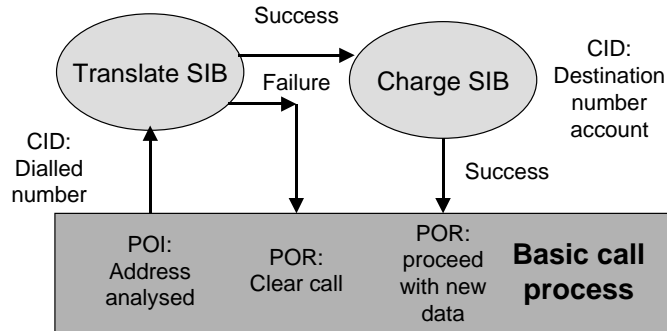 Success
Translate SIB
Charge SIB
CID:
Destination
number
account
Failure
CID:
Dialled
number
Success
POI:
Address
analysed
POR:
Clear call
POR:
proceed
with new
data
Basic call
process